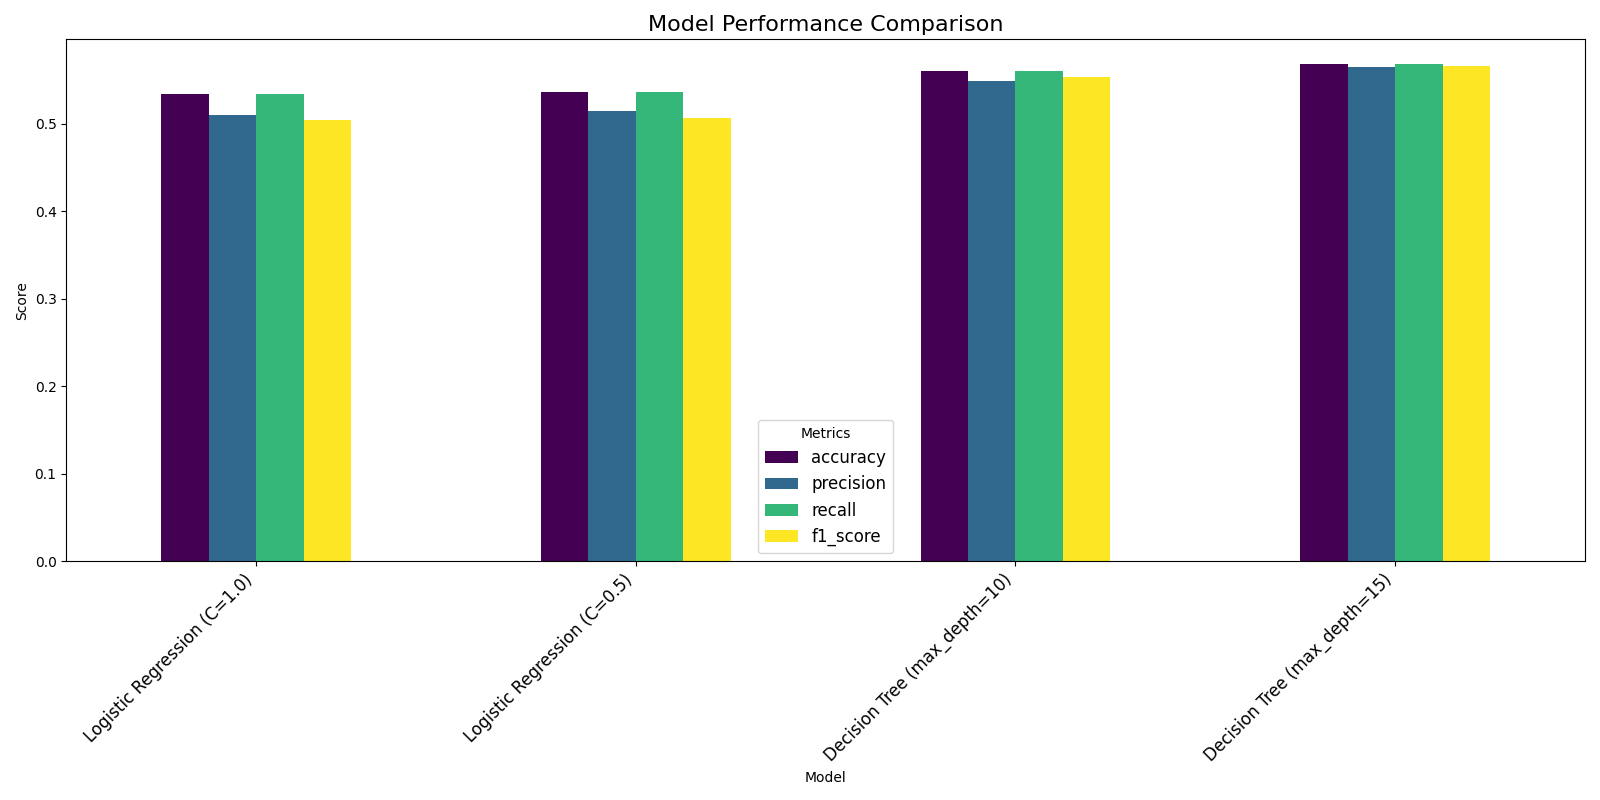 Model Performance Comparison
Score
0.5
0.4
0.3
0.2
0.1
0.0
Metrics
accuracy
precision
recall
f1_score
Logistic Regression (C=1.0)
Logistic Regression (C=0.5)
Decision Tree (max_depth=10)
Decision Tree (max_depth=15)
Model